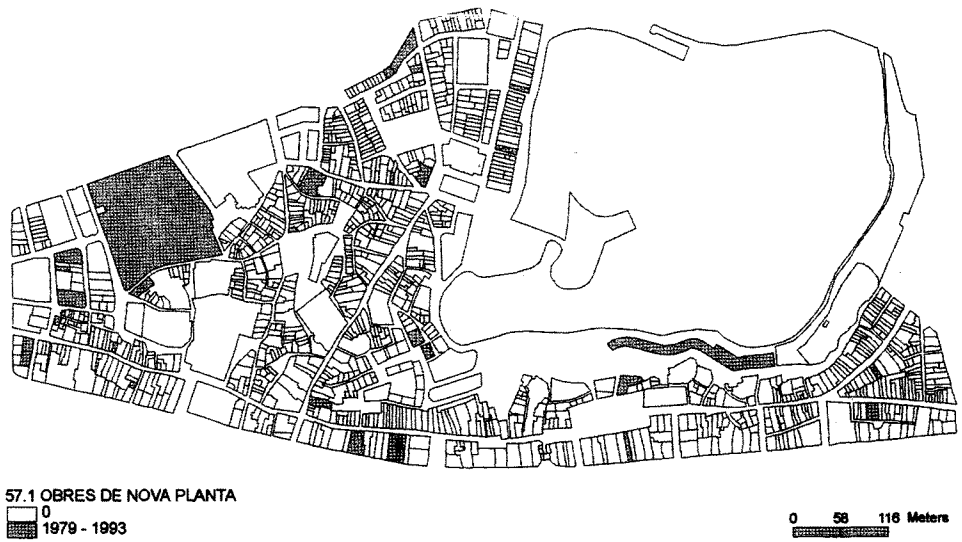 57.1 OBRES DE NOVA PLANTA
0
1979 - 1993
0 58 116 Meters